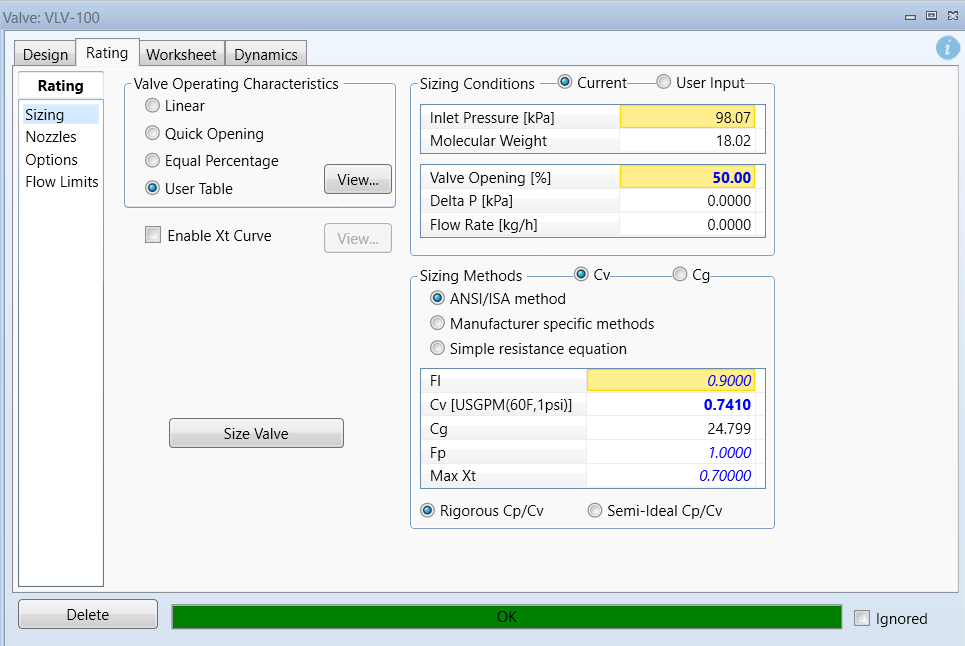 Valve: VLV-100
Design Rating Worksheet Dynamics
Rating
Sizing
Nozzles
Options
Flow Limits
Valve Operating Characteristics
Linear
Quick Opening
Equal Percentage
User Table
View...
Enable Xt Curve
View...
Size Valve
Sizing Conditions Current User Input
Inlet Pressure [kPa] 98.07
Molecular Weight 18.02
Valve Opening [%] 50.00
Delta P [kPa] 0.0000
Flow Rate [kg/h] 0.0000
Sizing Methods Cv Cg
ANSI/ISA method
Manufacturer specific methods
Simple resistance equation
Fl 0.9000
Cv [USGPM(60F,1psi)] 0.7410
Cg 24.799
Fp 1.0000
Max Xt 0.70000
Rigorous Cp/Cv Semi-Ideal Cp/Cv
Delete OK Ignored